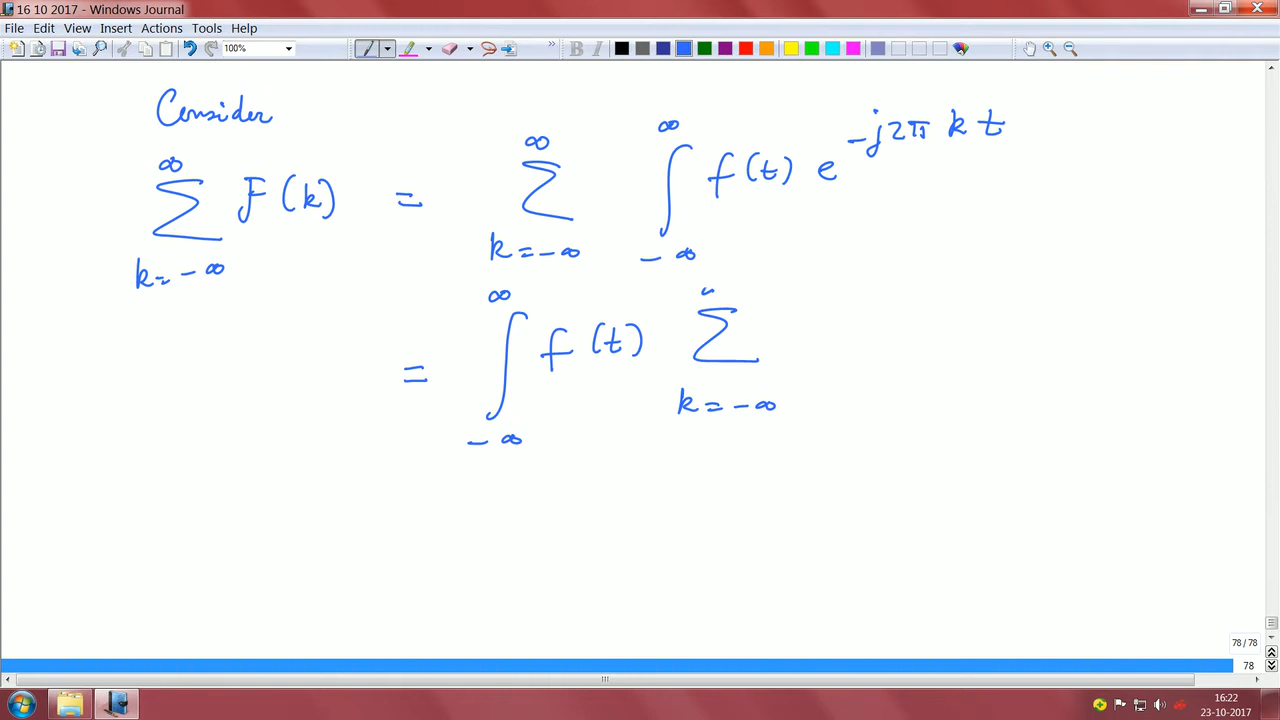 16 10 2017 - Windows Journal
File Edit View Insert Actions Tools Help
100%
Consider
∞ ∑ k=-∞ F(k) = ∞ ∑ k=-∞ ∞ ∫ -∞ f(t) e^{-j2π k t}
= ∞ ∫ -∞ f(t) ∑ k=-∞
78/78
78
16:22
23-10-2017